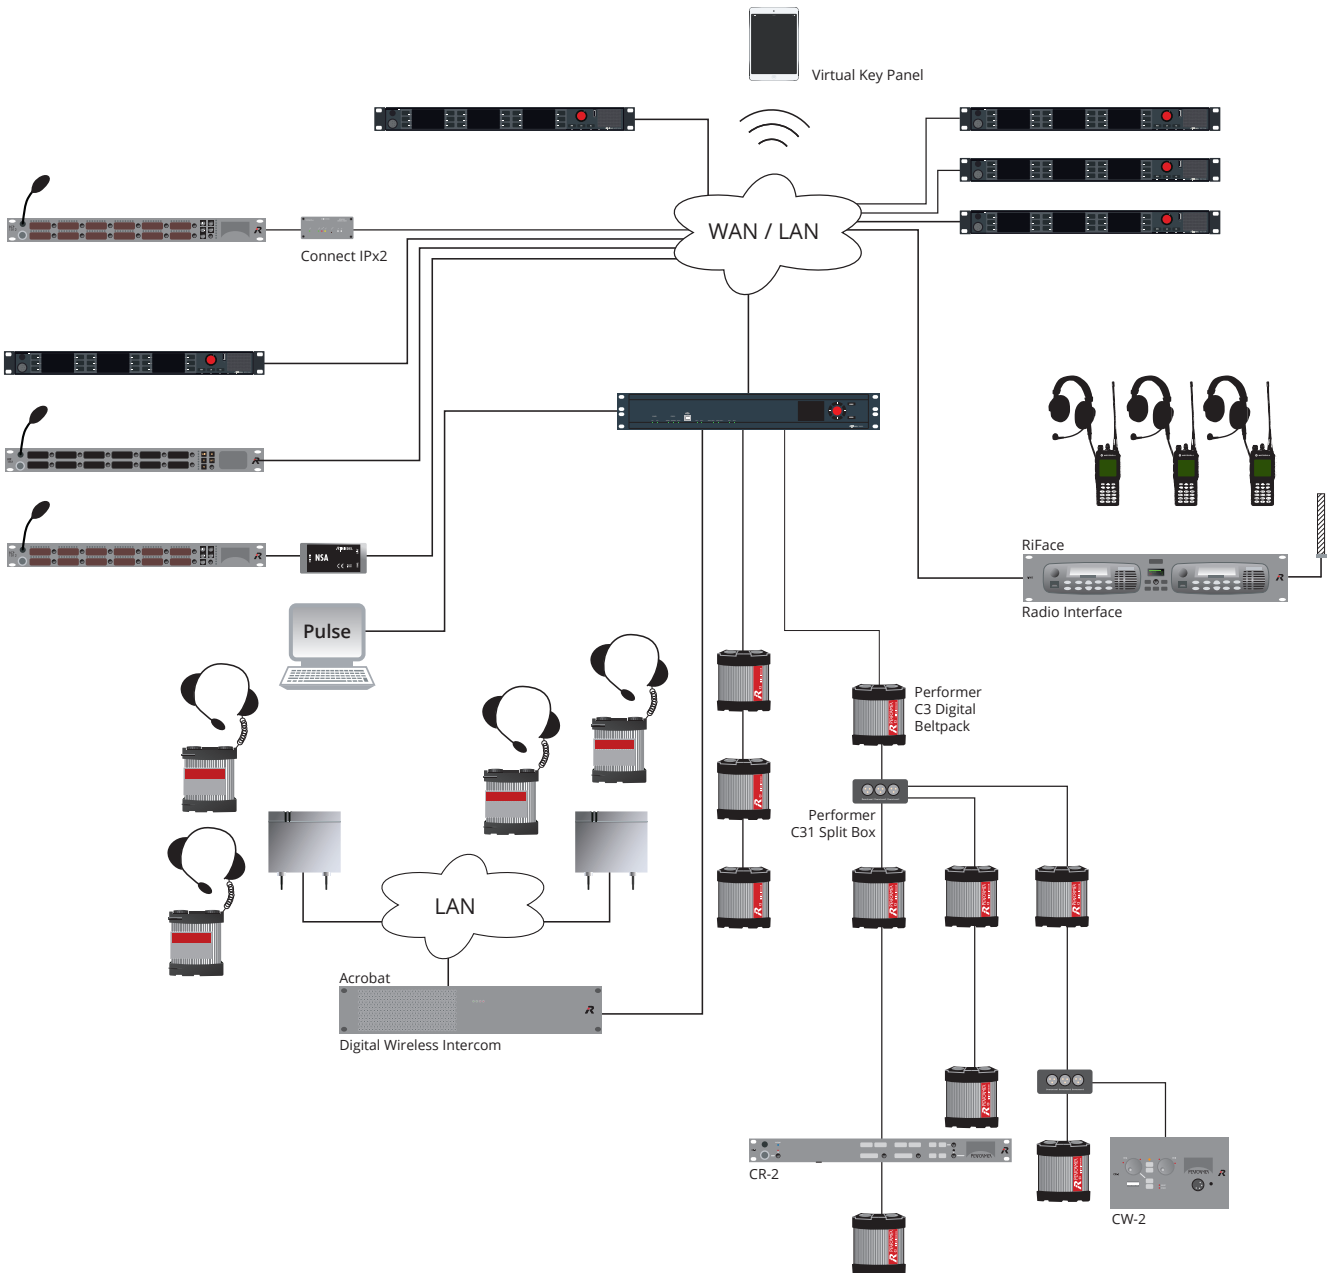 Virtual Key Panel
WAN / LAN
Connect IPx2
NSA
RiFace
Radio Interface
Pulse
Performer
C3 Digital
Beltpack
Performer
C31 Split Box
LAN
Acrobat
Digital Wireless Intercom
CR-2
CW-2